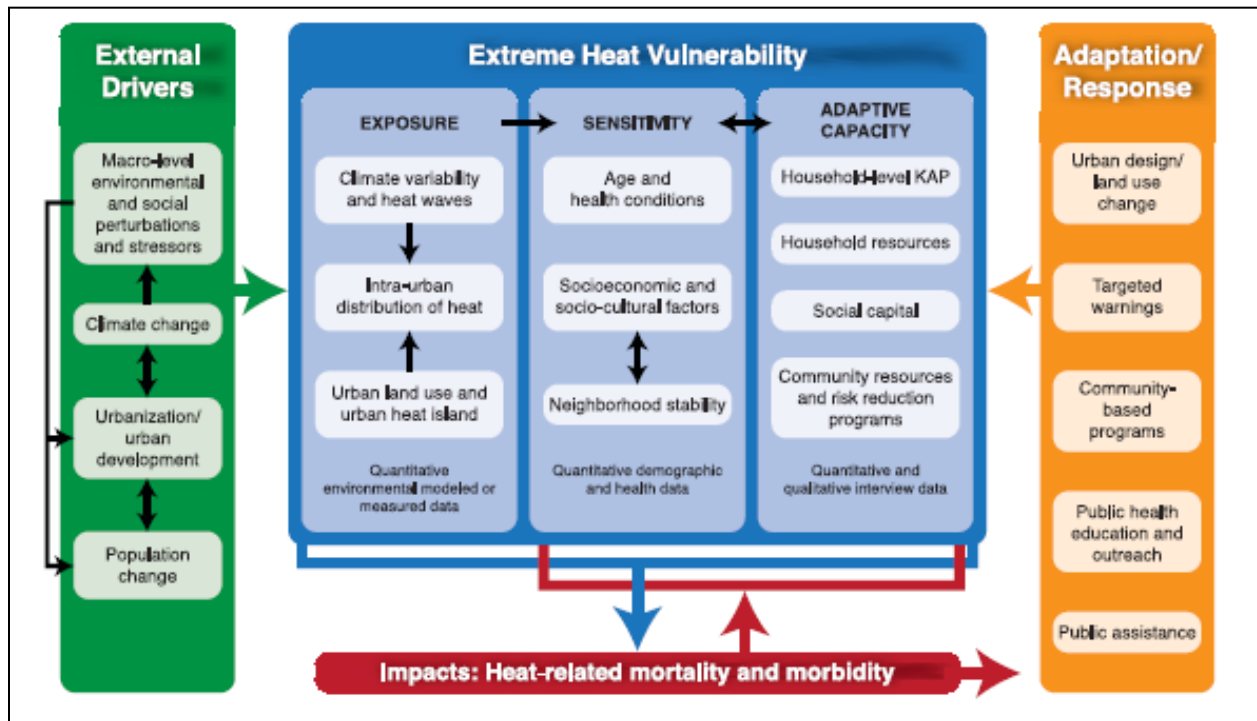 External
Drivers
Macro-level
environmental
and social
perturbations
and stressors
Climate change
Urbanization/
urban
development
Population
change
Extreme Heat Vulnerability
EXPOSURE
Climate variability
and heat waves
Intra-urban
distribution of heat
Urban land use and
urban heat island
Quantitative
environmental modeled or
measured data
SENSITIVITY
Age and
health conditions
Socioeconomic and
socio-cultural factors
Neighborhood stability
Quantitative demographic
and health data
ADAPTIVE
CAPACITY
Household-level KAP
Household resources
Social capital
Community resources
and risk reduction
programs
Quantitative and
qualitative interview data
Impacts: Heat-related mortality and morbidity
Adaptation/
Response
Urban design/
land use
change
Targeted
warnings
Community-
based
programs
Public health
education and
outreach
Public assistance